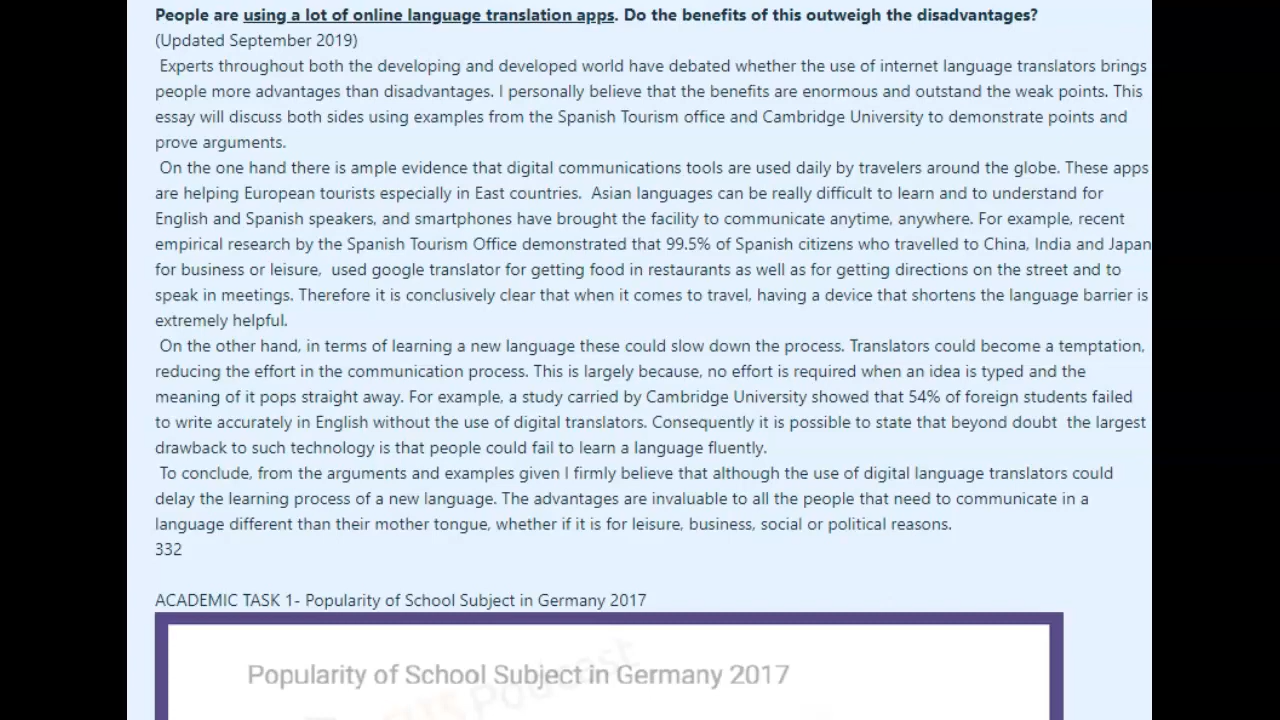 People are using a lot of online language translation apps. Do the benefits of this outweigh the disadvantages?
(Updated September 2019)
Experts throughout both the developing and developed world have debated whether the use of internet language translators brings
people more advantages than disadvantages. I personally believe that the benefits are enormous and outstand the weak points. This
essay will discuss both sides using examples from the Spanish Tourism office and Cambridge University to demonstrate points and
prove arguments.
On the one hand there is ample evidence that digital communications tools are used daily by travelers around the globe. These apps
are helping European tourists especially in East countries.  Asian languages can be really difficult to learn and to understand for
English and Spanish speakers, and smartphones have brought the facility to communicate anytime, anywhere. For example, recent
empirical research by the Spanish Tourism Office demonstrated that 99.5% of Spanish citizens who travelled to China, India and Japan
for business or leisure,  used google translator for getting food in restaurants as well as for getting directions on the street and to
speak in meetings. Therefore it is conclusively clear that when it comes to travel, having a device that shortens the language barrier is
extremely helpful.
On the other hand, in terms of learning a new language these could slow down the process. Translators could become a temptation,
reducing the effort in the communication process. This is largely because, no effort is required when an idea is typed and the
meaning of it pops straight away. For example, a study carried by Cambridge University showed that 54% of foreign students failed
to write accurately in English without the use of digital translators. Consequently it is possible to state that beyond doubt  the largest
drawback to such technology is that people could fail to learn a language fluently.
To conclude, from the arguments and examples given I firmly believe that although the use of digital language translators could
delay the learning process of a new language. The advantages are invaluable to all the people that need to communicate in a
language different than their mother tongue, whether if it is for leisure, business, social or political reasons.
332
ACADEMIC TASK 1- Popularity of School Subject in Germany 2017
Popularity of School Subject in Germany 2017